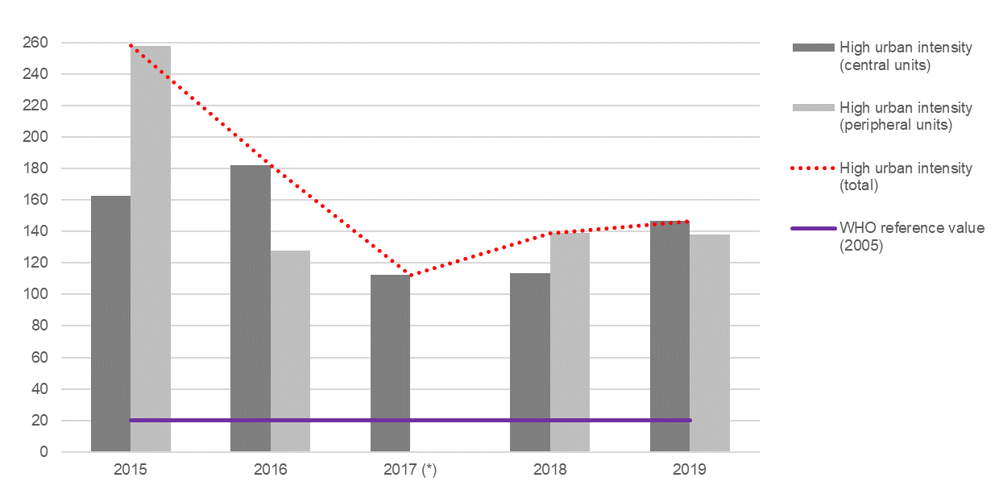 260
240
220
200
180
160
140
120
100
80
60
40
20
0
2015
2016
2017 (*)
2018
2019
High urban intensity
(central units)
High urban intensity
(peripheral units)
High urban intensity
(total)
WHO reference value
(2005)